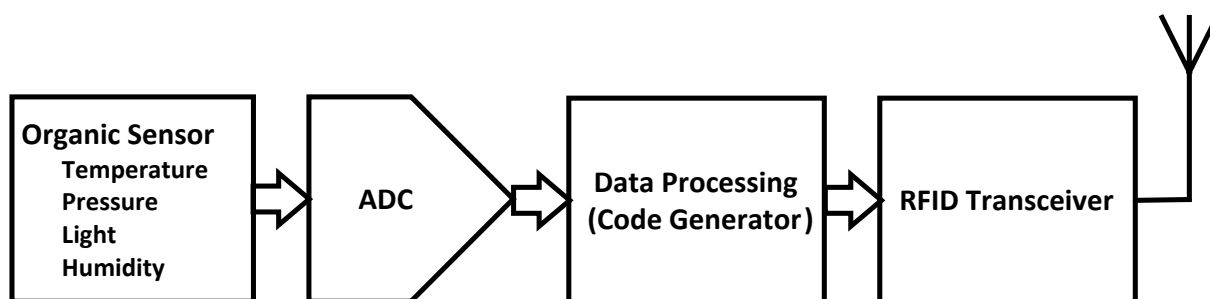 Organic Sensor
Temperature
Pressure
Light
Humidity
ADC
Data Processing
(Code Generator)
RFID Transceiver